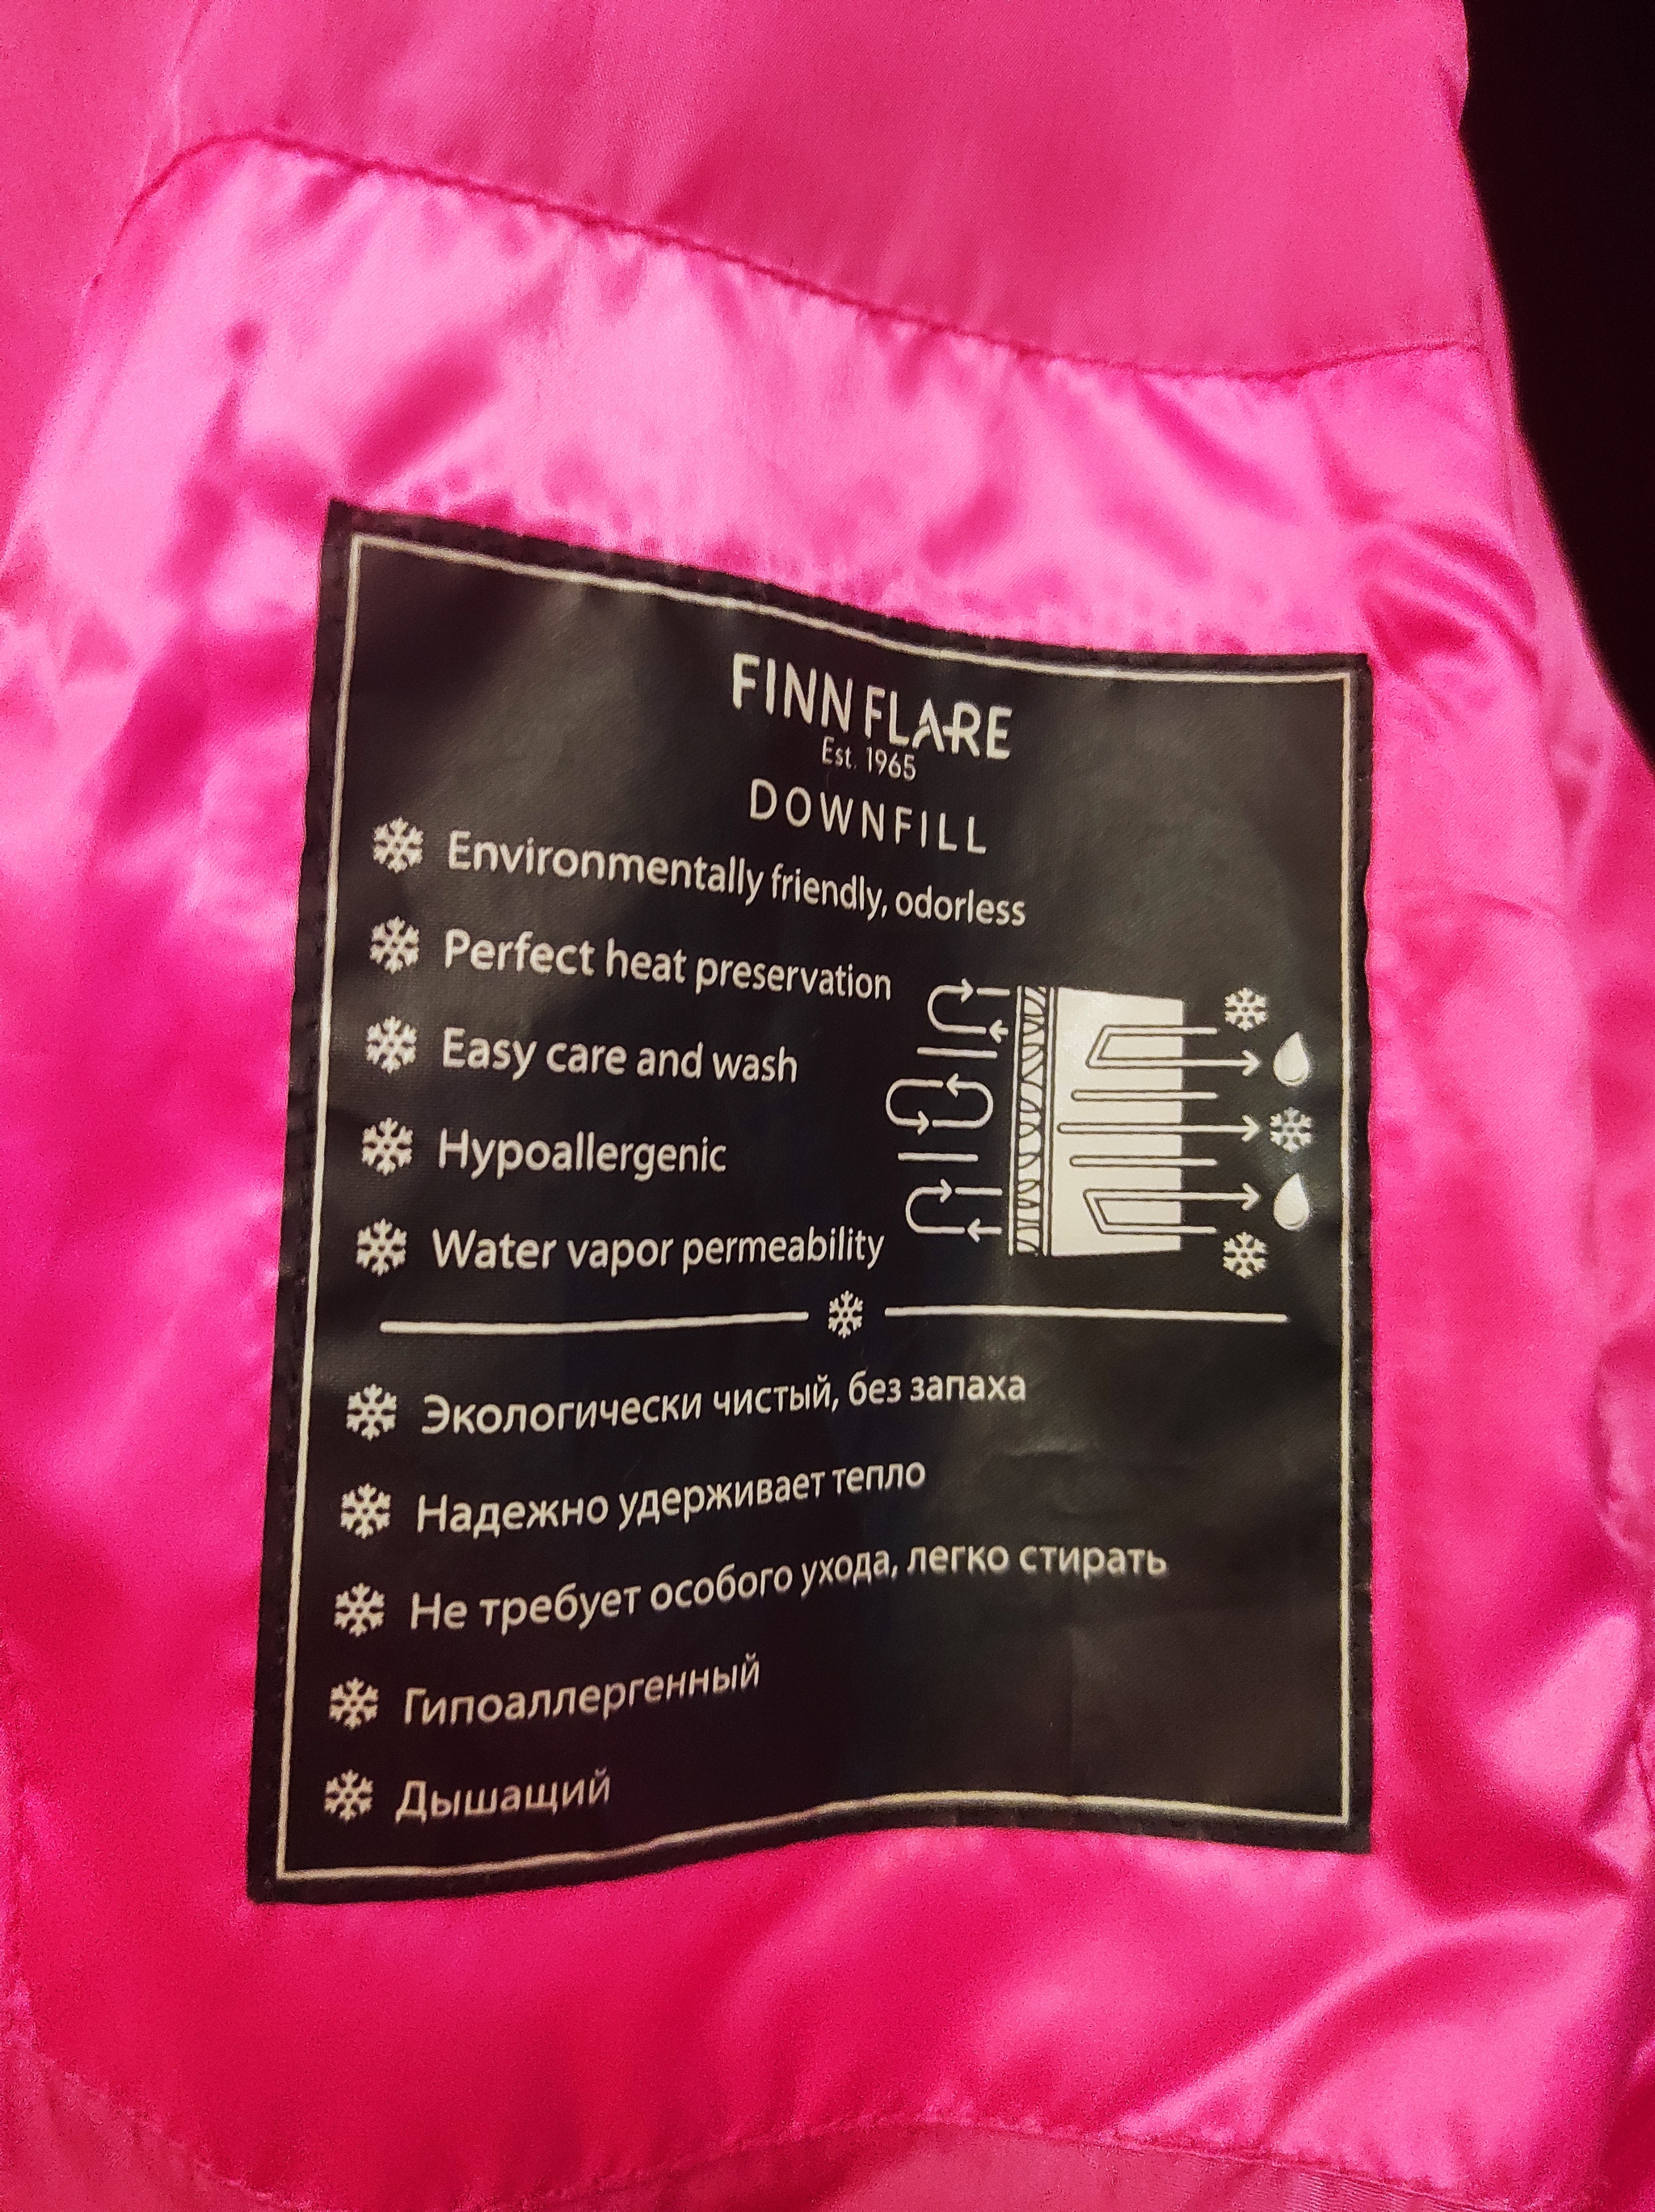 FINN FLARE
Est. 1965
DOWNFILL
Environmentally friendly, odorless
Perfect heat preservation
Easy care and wash
Hypoallergenic
Water vapor permeability
Экологически чистый, без запаха
Надежно удерживает тепло
Не требует особого ухода, легко стирать
Гипоаллергенный
Дышащий